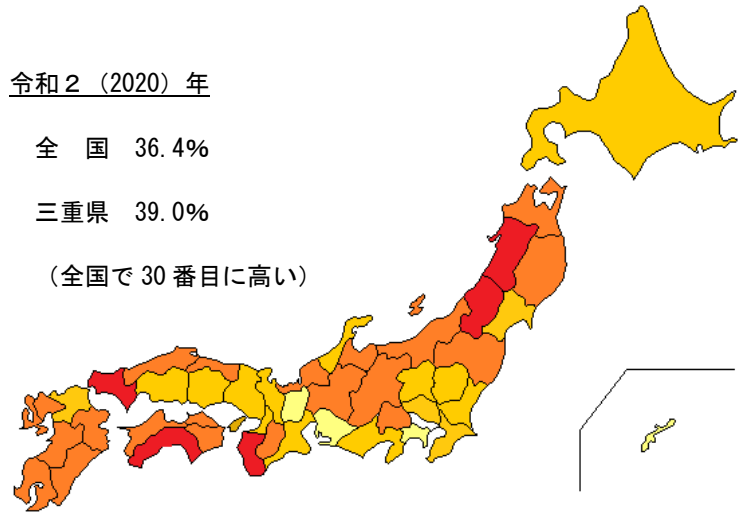 令和２（2020）年
全　国　36.4%
三重県　39.0%
（全国で 30 番目に高い）